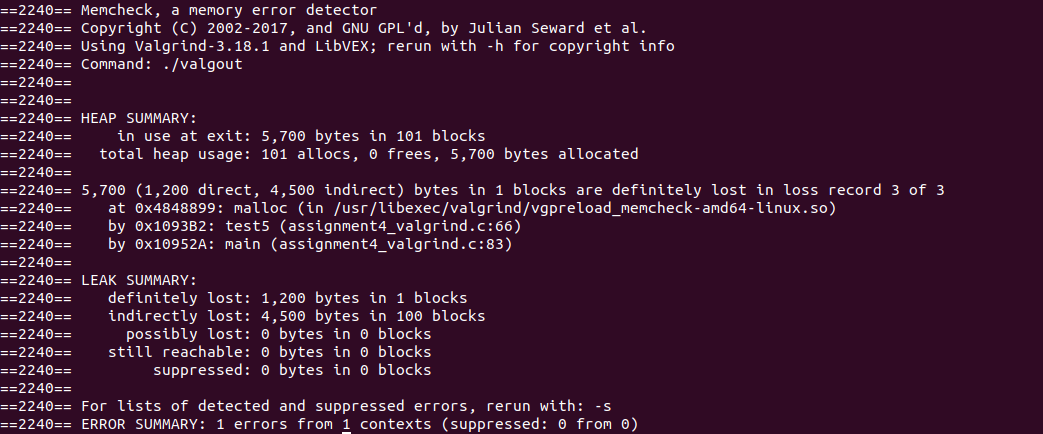 ==2240== Memcheck, a memory error detector
==2240== Copyright (C) 2002-2017, and GNU GPL'd, by Julian Seward et al.
==2240== Using Valgrind-3.18.1 and LibVEX; rerun with -h for copyright info
==2240== Command: ./valgout
==2240==
==2240==
==2240== HEAP SUMMARY:
==2240==     in use at exit: 5,700 bytes in 101 blocks
==2240==   total heap usage: 101 allocs, 0 frees, 5,700 bytes allocated
==2240==
==2240== 5,700 (1,200 direct, 4,500 indirect) bytes in 1 blocks are definitely lost in loss record 3 of 3
==2240==    at 0x4848899: malloc (in /usr/libexec/valgrind/vgpreload_memcheck-amd64-linux.so)
==2240==    by 0x1093B2: test5 (assignment4_valgrind.c:66)
==2240==    by 0x10952A: main (assignment4_valgrind.c:83)
==2240==
==2240== LEAK SUMMARY:
==2240==    definitely lost: 1,200 bytes in 1 blocks
==2240==    indirectly lost: 4,500 bytes in 100 blocks
==2240==      possibly lost: 0 bytes in 0 blocks
==2240==    still reachable: 0 bytes in 0 blocks
==2240==         suppressed: 0 bytes in 0 blocks
==2240==
==2240== For lists of detected and suppressed errors, rerun with: -s
==2240== ERROR SUMMARY: 1 errors from 1 contexts (suppressed: 0 from 0)